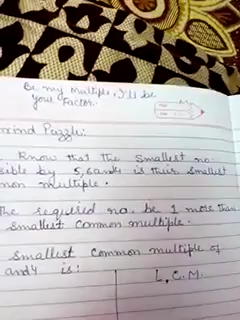 Be my Multiple, I'll be
your Factor.
mind Puzzle:
Know that the smallest no
sible by 5, 6 and 4 is their smallest
mon multiple.
The required no. be 1 more than
smallest common multiple.
smallest common multiple of
and 4 is:
L.C.M.